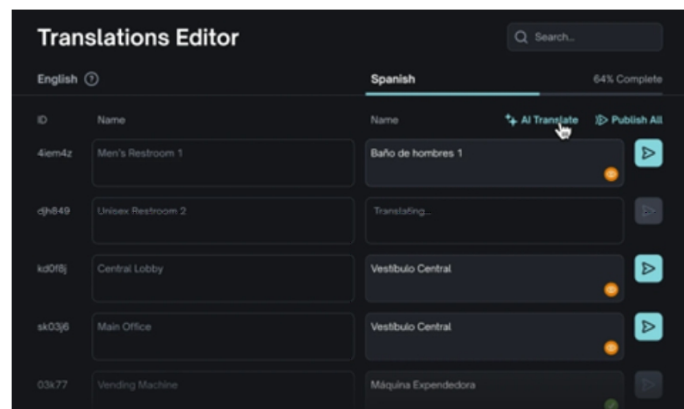 Translations Editor
Search...
English ?
Spanish
64% Complete
ID
Name
Name
AI Translate
Publish All
4iem4z
Men's Restroom 1
Baño de hombres 1
djh849
Unisex Restroom 2
Translating...
kd0f8j
Central Lobby
Vestíbulo Central
sk03j6
Main Office
Vestíbulo Central
03k77
Vending Machine
Máquina Expendedora